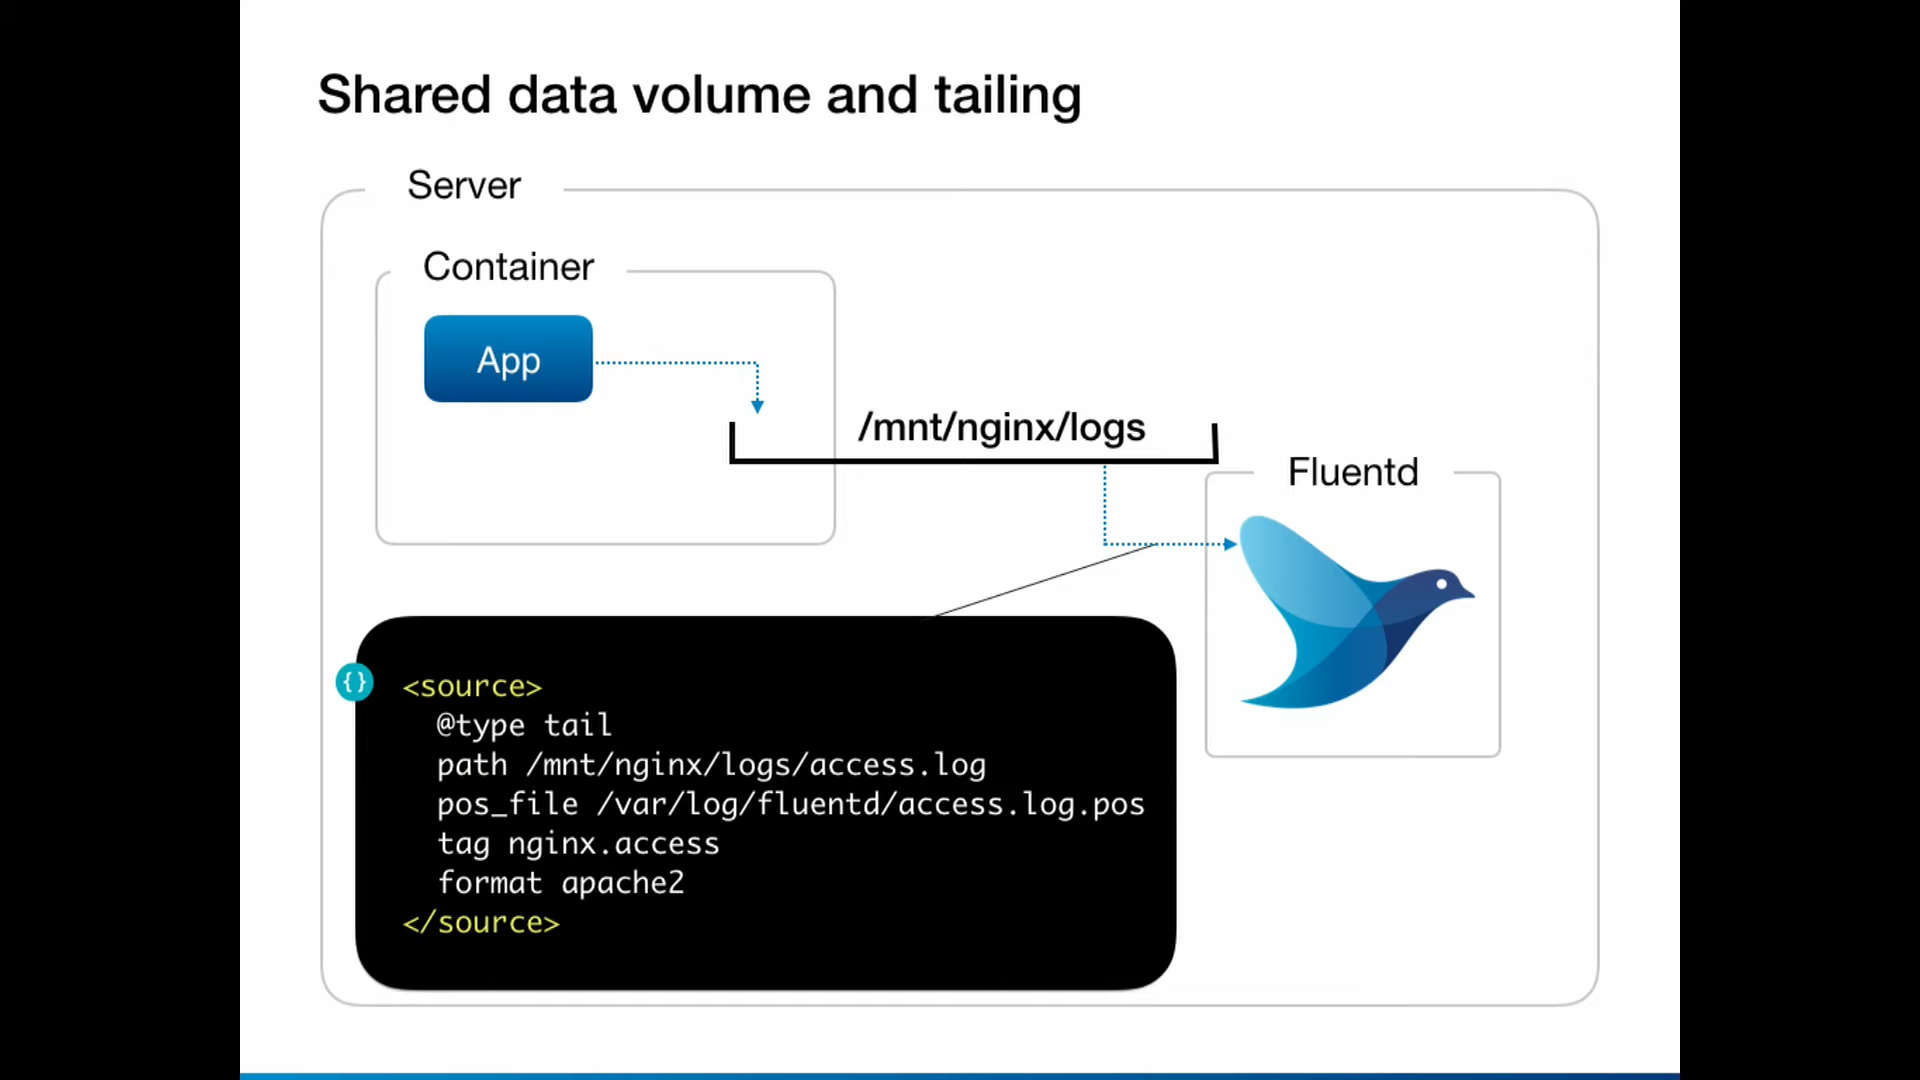 Shared data volume and tailing
Server
Container
App
/mnt/nginx/logs
Fluentd
{}
<source>
@type tail
path /mnt/nginx/logs/access.log
pos_file /var/log/fluentd/access.log.pos
tag nginx.access
format apache2
</source>